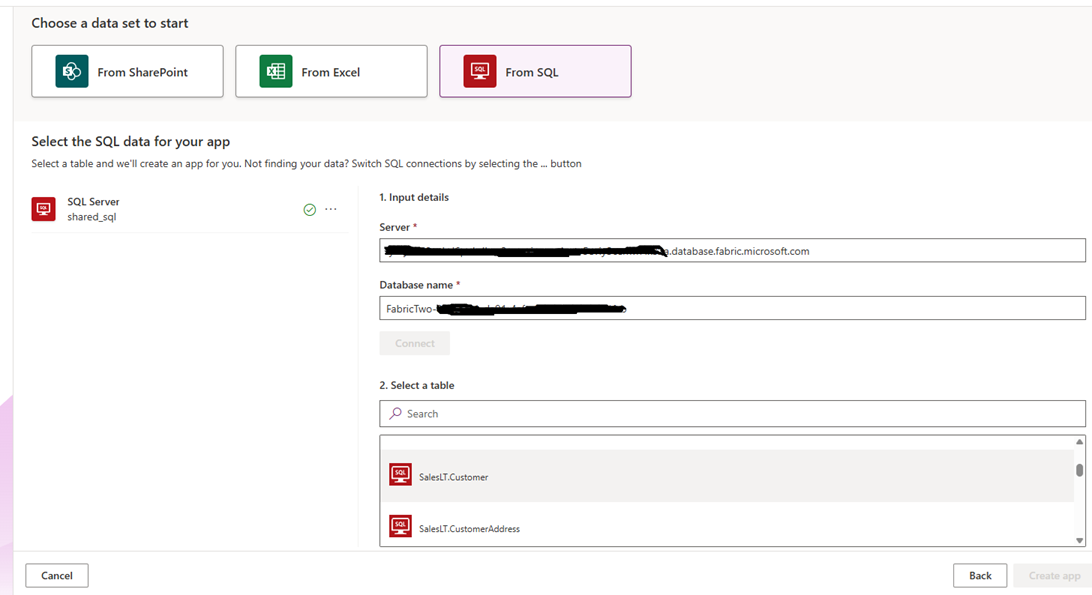 Choose a data set to start
From SharePoint
From Excel
From SQL
Select the SQL data for your app
Select a table and we'll create an app for you. Not finding your data? Switch SQL connections by selecting the ... button
SQL Server
shared_sql
...
1. Input details
Server *
.database.fabric.microsoft.com
Database name *
FabricTwo-
Connect
2. Select a table
Search
SQL
SalesLT.Customer
SQL
SalesLT.CustomerAddress
Cancel
Back
Create app